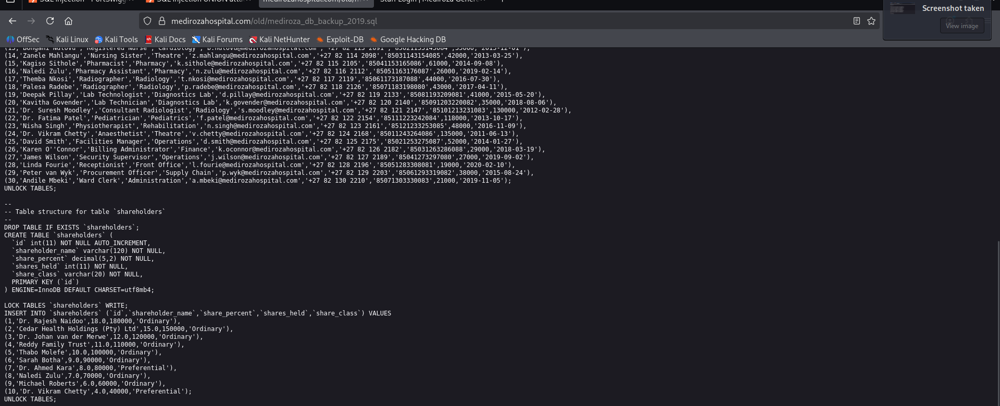 SQL injection - PortSwigg
SQL injection UNION atta
medirozahospital.com/old/m
Staff Login | Mediroza Gener
Screenshot taken
View image
medirozahospital.com/old/mediroza_db_backup_2019.sql
OffSec
Kali Linux
Kali Tools
Kali Docs
Kali Forums
Kali NetHunter
Exploit-DB
Google Hacking DB
(14,'Zanele Mahlangu','Nursing Sister','Theatre','z.mahlangu@medirozahospital.com','+27 82 114 2098','85031143154085',42000,'2013-03-25'),
(15,'Kagiso Sithole','Pharmacist','Pharmacy','k.sithole@medirozahospital.com','+27 82 115 2105','85041153165086',61000,'2014-09-08'),
(16,'Naledi Zulu','Pharmacy Assistant','Pharmacy','n.zulu@medirozahospital.com','+27 82 116 2112','85051163176087',26000,'2019-02-14'),
(17,'Themba Nkosi','Radiographer','Radiology','t.nkosi@medirozahospital.com','+27 82 117 2119','85061173187088',44000,'2016-07-30'),
(18,'Palesa Radebe','Radiographer','Radiology','p.radebe@medirozahospital.com','+27 82 118 2126','85071183198080',43000,'2017-04-11'),
(19,'Deepak Pillay','Lab Technologist','Diagnostics Lab','d.pillay@medirozahospital.com','+27 82 119 2133','85081193209081',41000,'2015-05-20'),
(20,'Kavitha Govender','Lab Technician','Diagnostics Lab','k.govender@medirozahospital.com','+27 82 120 2140','85091203220082',35000,'2018-08-06'),
(21,'Dr. Suresh Moodley','Consultant Radiologist','Radiology','s.moodley@medirozahospital.com','+27 82 121 2147','85101213231083',130000,'2012-02-28'),
(22,'Dr. Fatima Patel','Pediatrician','Pediatrics','f.patel@medirozahospital.com','+27 82 122 2154','85111223242084',118000,'2013-10-17'),
(23,'Nisha Singh','Physiotherapist','Rehabilitation','n.singh@medirozahospital.com','+27 82 123 2161','85121233253085',48000,'2016-11-09'),
(24,'Dr. Vikram Chetty','Anaesthetist','Theatre','v.chetty@medirozahospital.com','+27 82 124 2168','85011243264086',135000,'2011-06-13'),
(25,'David Smith','Facilities Manager','Operations','d.smith@medirozahospital.com','+27 82 125 2175','85021253275087',52000,'2014-01-27'),
(26,'Karen O''Connor','Billing Administrator','Finance','k.oconnor@medirozahospital.com','+27 82 126 2182','85031263286088',29000,'2018-03-19'),
(27,'James Wilson','Security Supervisor','Operations','j.wilson@medirozahospital.com','+27 82 127 2189','85041273297080',27000,'2019-09-02'),
(28,'Linda Fourie','Receptionist','Front Office','l.fourie@medirozahospital.com','+27 82 128 2196','85051283308081',19000,'2020-02-10'),
(29,'Peter van Wyk','Procurement Officer','Supply Chain','p.wyk@medirozahospital.com','+27 82 129 2203','85061293319082',38000,'2015-08-24'),
(30,'Andile Mbeki','Ward Clerk','Administration','a.mbeki@medirozahospital.com','+27 82 130 2210','85071303330083',21000,'2019-11-05');
UNLOCK TABLES;
--
-- Table structure for table `shareholders`
--
DROP TABLE IF EXISTS `shareholders`;
CREATE TABLE `shareholders` (
`id` int(11) NOT NULL AUTO_INCREMENT,
`shareholder_name` varchar(120) NOT NULL,
`share_percent` decimal(5,2) NOT NULL,
`shares_held` int(11) NOT NULL,
`share_class` varchar(20) NOT NULL,
PRIMARY KEY (`id`)
) ENGINE=InnoDB DEFAULT CHARSET=utf8mb4;
LOCK TABLES `shareholders` WRITE;
INSERT INTO `shareholders` (`id`,`shareholder_name`,`share_percent`,`shares_held`,`share_class`) VALUES
(1,'Dr. Rajesh Naidoo',18.0,180000,'Ordinary'),
(2,'Cedar Health Holdings (Pty) Ltd',15.0,150000,'Ordinary'),
(3,'Dr. Johan van der Merwe',12.0,120000,'Ordinary'),
(4,'Reddy Family Trust',11.0,110000,'Ordinary'),
(5,'Thabo Molefe',10.0,100000,'Ordinary'),
(6,'Sarah Botha',9.0,90000,'Ordinary'),
(7,'Dr. Ahmed Kara',8.0,80000,'Preferential'),
(8,'Naledi Zulu',7.0,70000,'Ordinary'),
(9,'Michael Roberts',6.0,60000,'Ordinary'),
(10,'Dr. Vikram Chetty',4.0,40000,'Preferential');
UNLOCK TABLES;